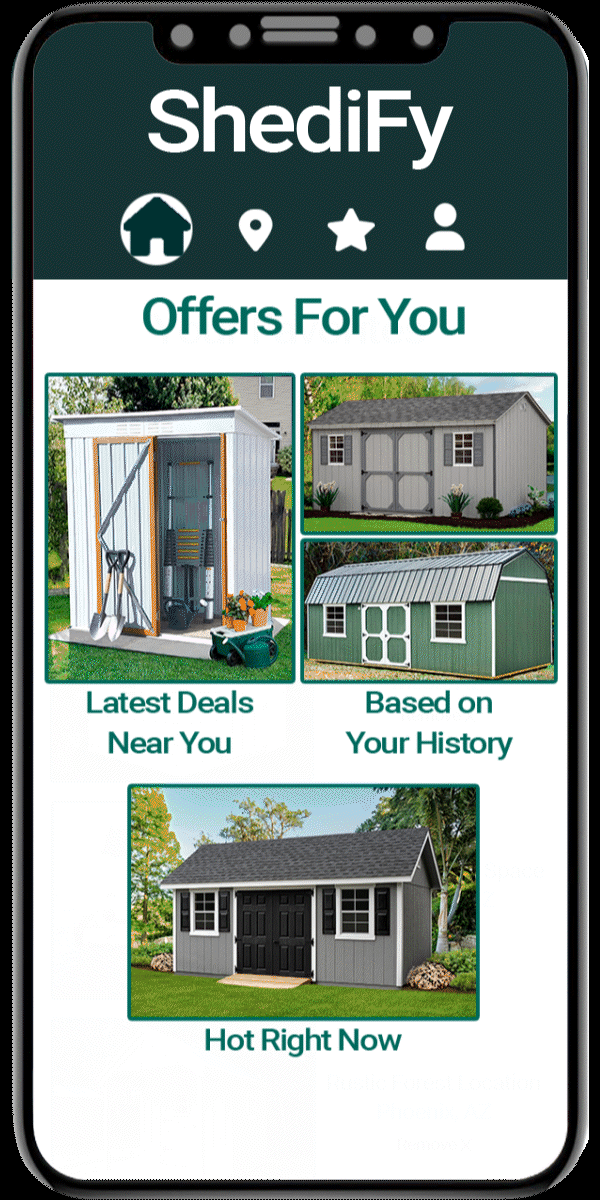 ShediFy
Offers For You
Latest Deals
Near You
Based on
Your History
Hot Right Now